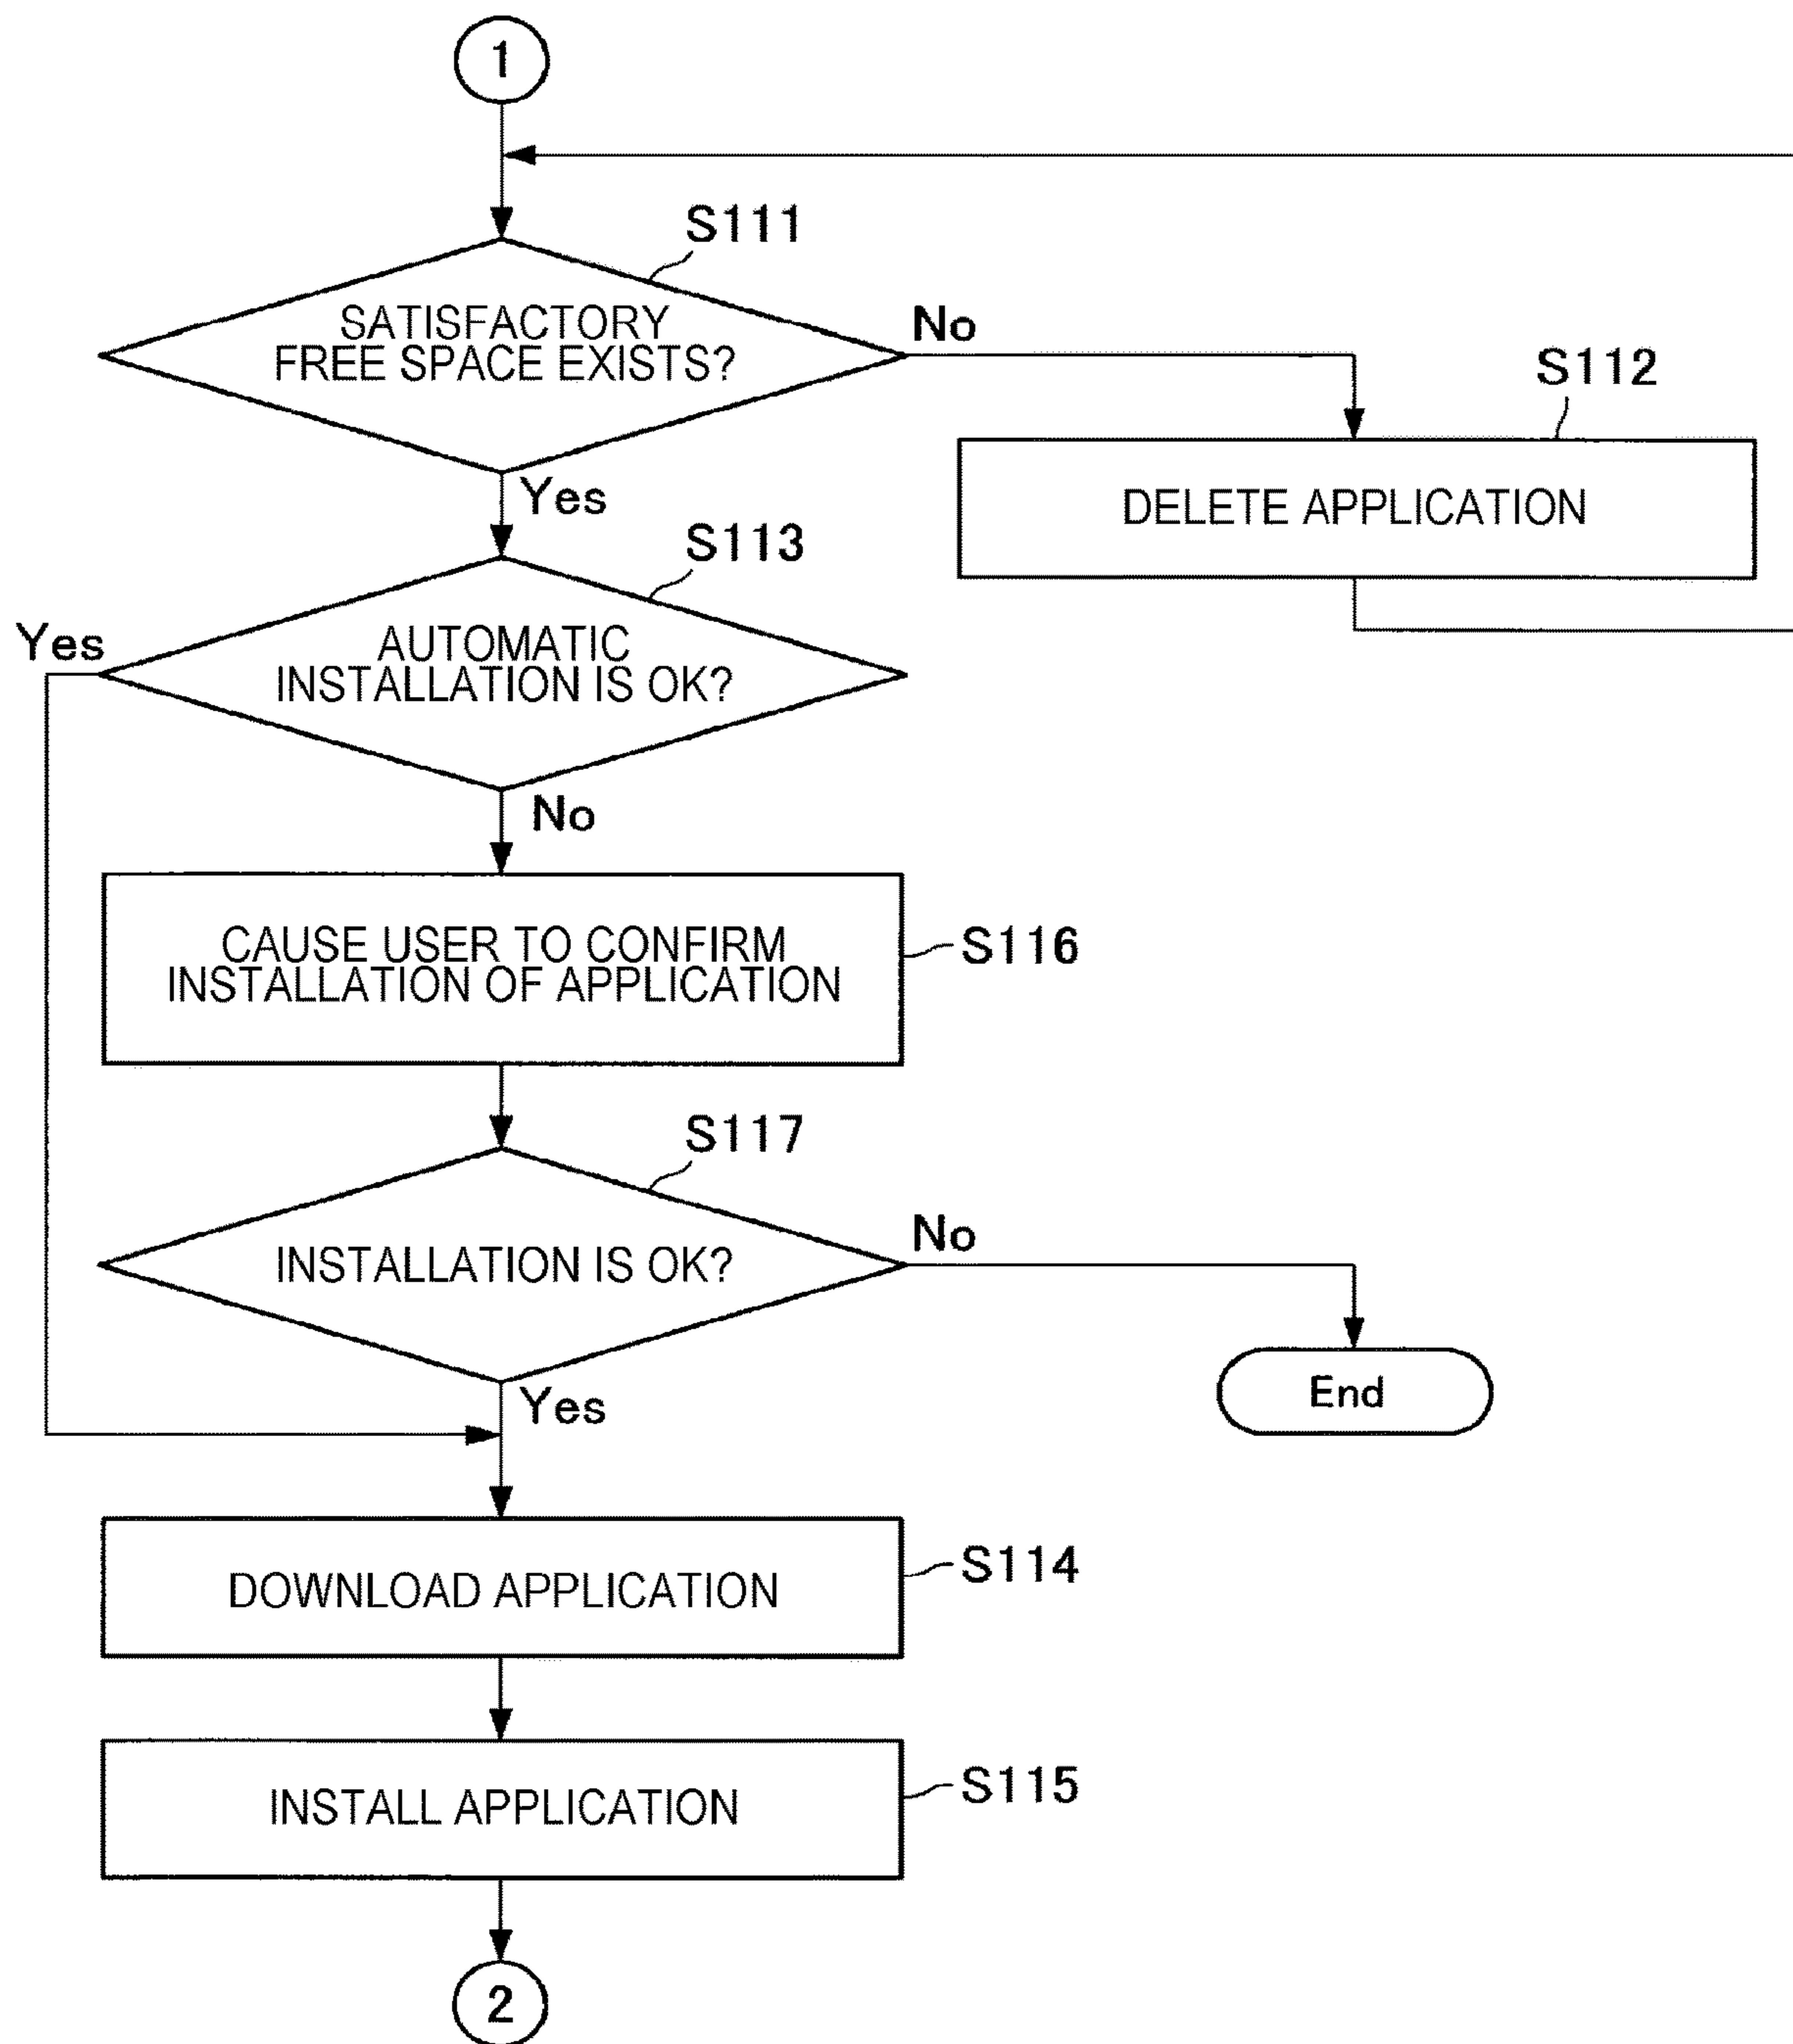 1
S111
SATISFACTORY
FREE SPACE EXISTS?
No
S112
DELETE APPLICATION
Yes
S113
Yes
AUTOMATIC
INSTALLATION IS OK?
No
CAUSE USER TO CONFIRM
INSTALLATION OF APPLICATION
S116
S117
INSTALLATION IS OK?
No
End
Yes
DOWNLOAD APPLICATION
S114
INSTALL APPLICATION
S115
2